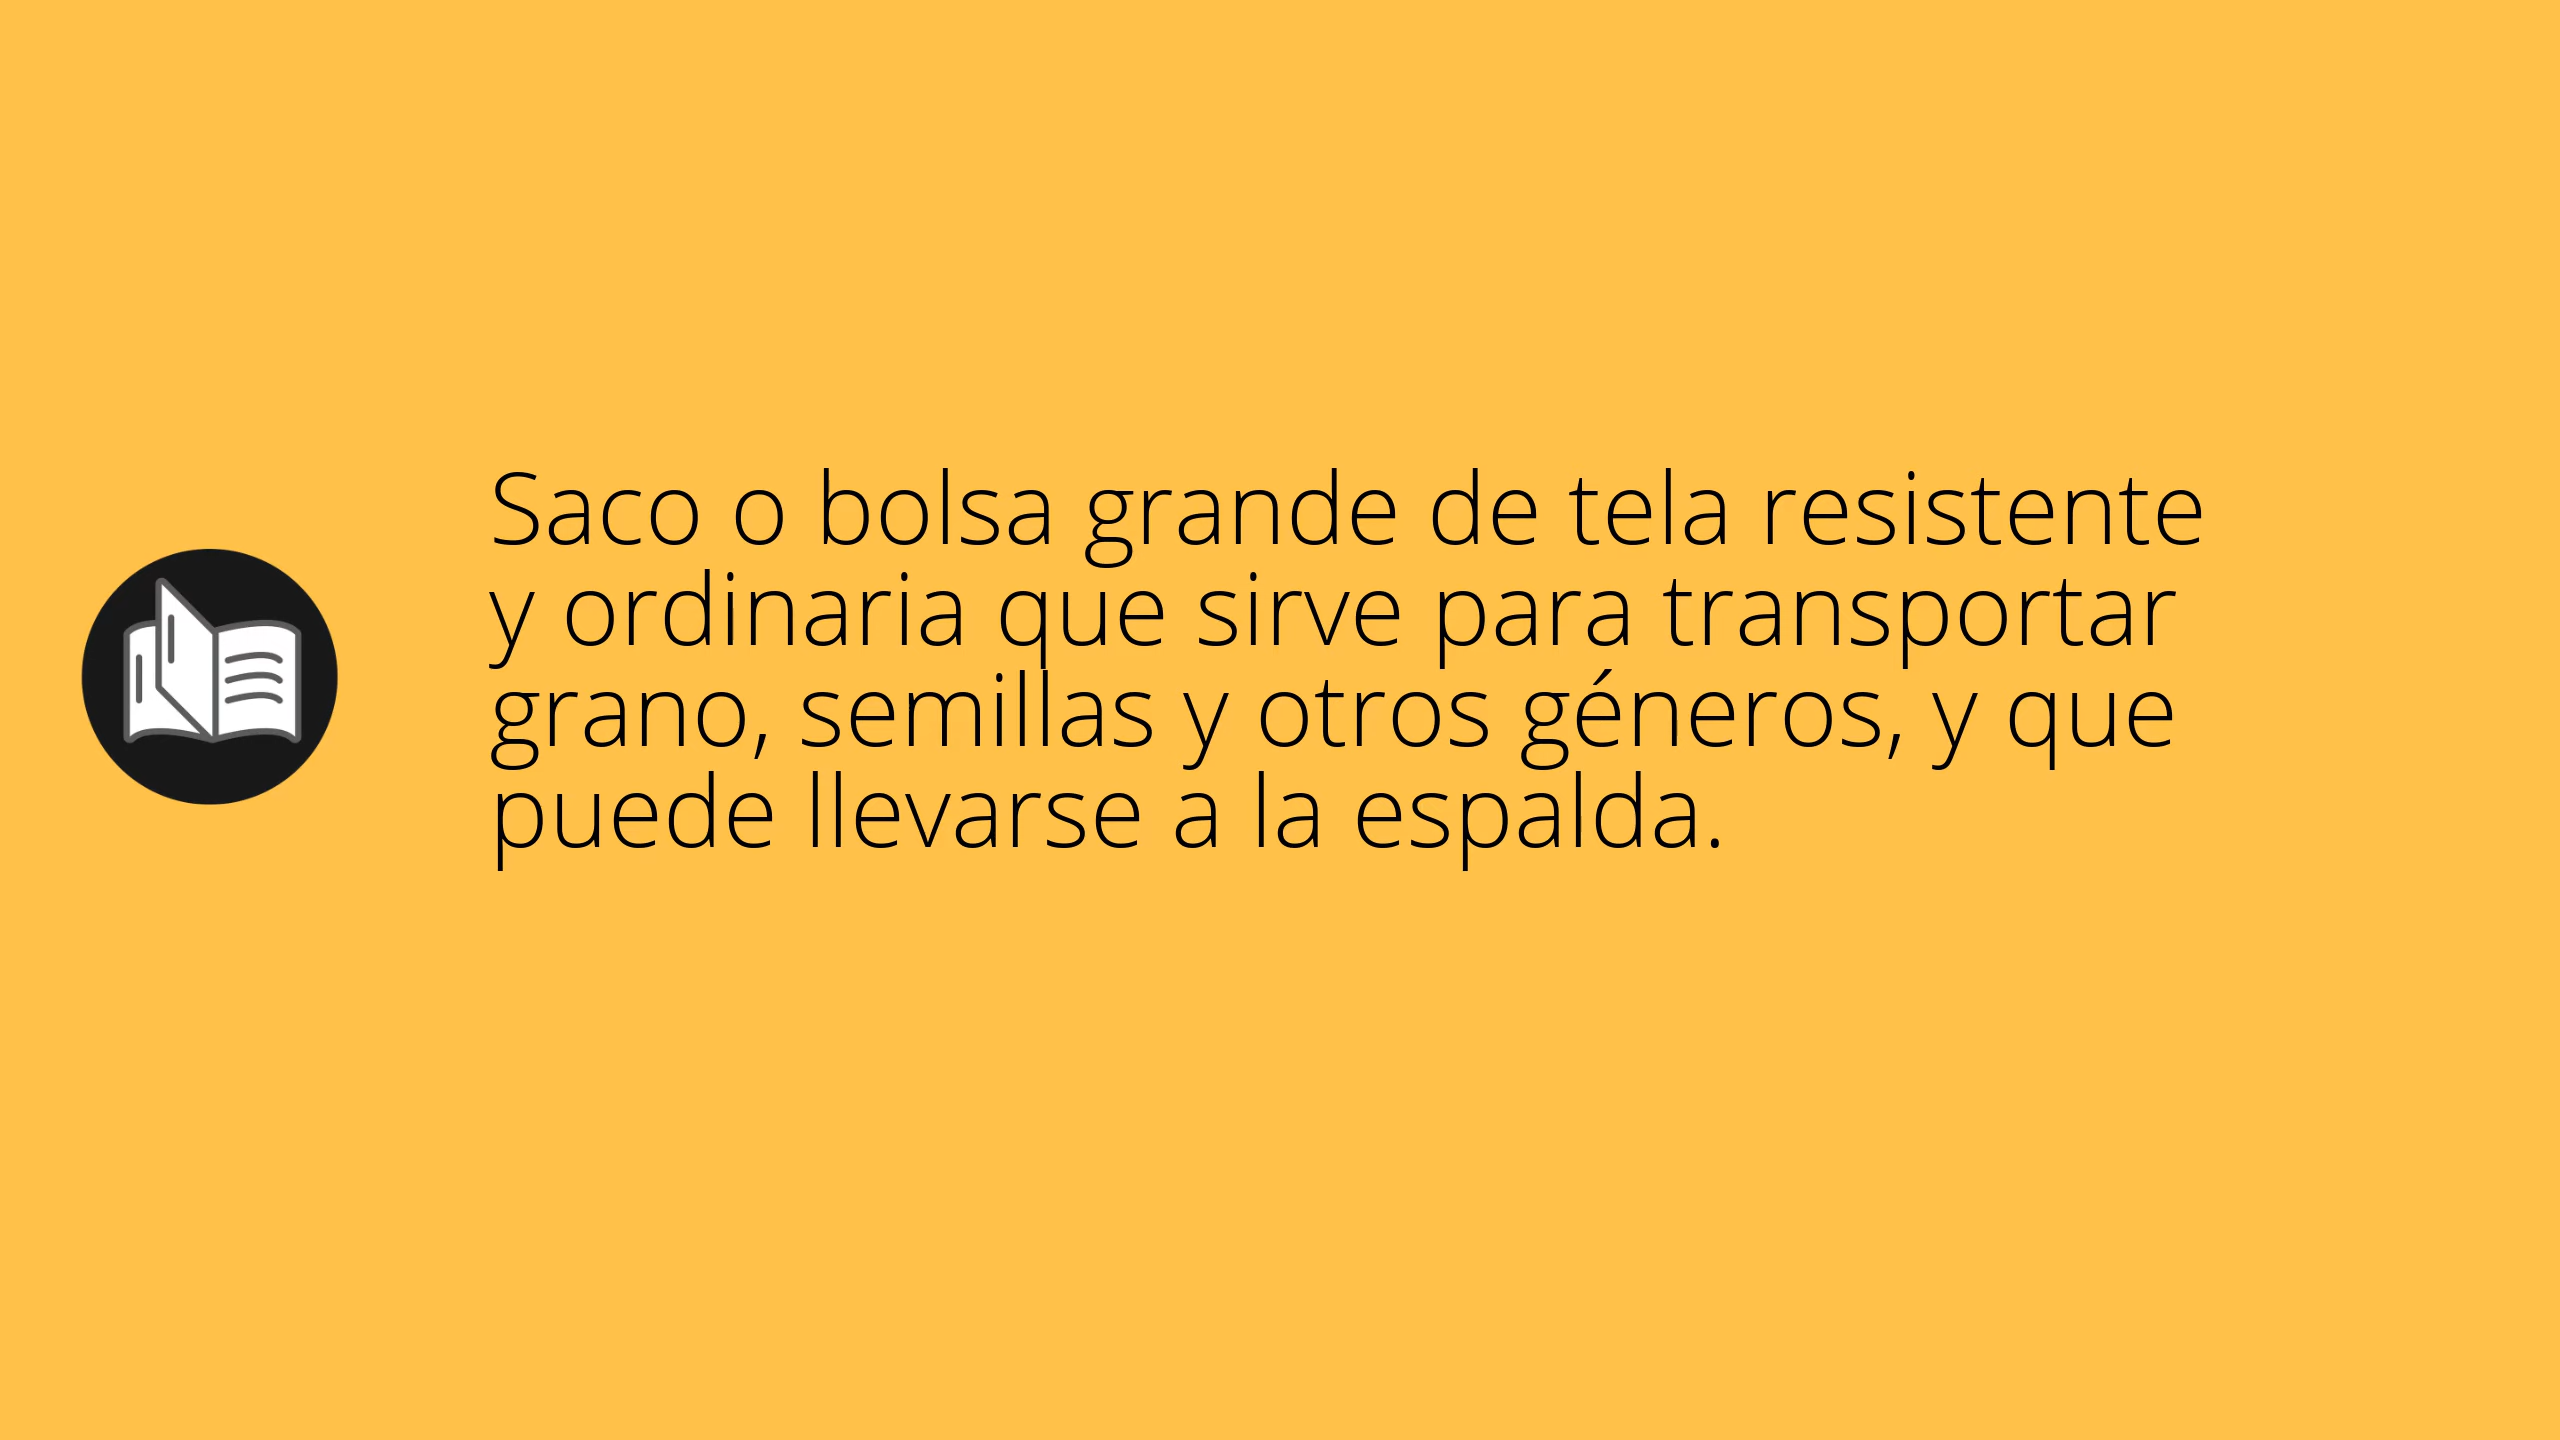 Saco o bolsa grande de tela resistente
y ordinaria que sirve para transportar
grano, semillas y otros géneros, y que
puede llevarse a la espalda.